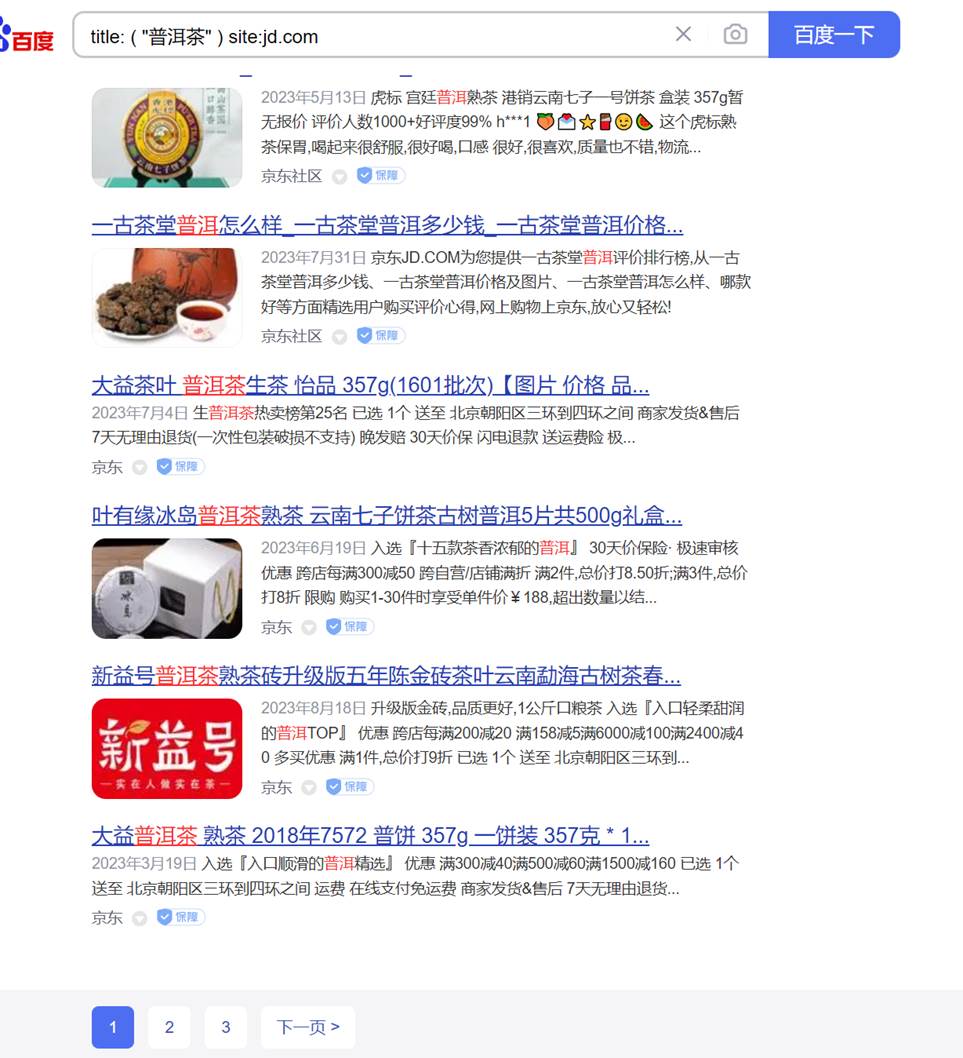 百度
title: ( "普洱茶" ) site:jd.com
百度一下
2023年5月13日 虎标 宫廷普洱熟茶 港销云南七子一号饼茶 盒装 357g暂
无报价 评价人数1000+好评度99% h***1 🍑💌⭐🧧😉🍉 这个虎标熟
茶保胃,喝起来很舒服,很好喝,口感 很好,很喜欢,质量也不错,物流...
京东社区 保障
一古茶堂普洱怎么样_一古茶堂普洱多少钱_一古茶堂普洱价格...
2023年7月31日 京东JD.COM为您提供一古茶堂普洱评价排行榜,从一古
茶堂普洱多少钱、一古茶堂普洱价格及图片、一古茶堂普洱怎么样、哪款
好等方面精选用户购买评价心得,网上购物上京东,放心又轻松!
京东社区 保障
大益茶叶 普洱茶生茶 怡品 357g(1601批次)【图片 价格 品...
2023年7月4日 生普洱茶热卖榜第25名 已选 1个 送至 北京朝阳区三环到四环之间 商家发货&售后
7天无理由退货(一次性包装破损不支持) 晚发赔 30天价保 闪电退款 送运费险 极...
京东 保障
叶有缘冰岛普洱茶熟茶 云南七子饼茶古树普洱5片共500g礼盒...
2023年6月19日 入选『十五款茶香浓郁的普洱』 30天价保险· 极速审核
优惠 跨店每满300减50 跨自营/店铺满折 满2件,总价打8.50折;满3件,总价
打8折 限购 购买1-30件时享受单件价￥188,超出数量以结...
冰島
京东 保障
新益号普洱茶熟茶砖升级版五年陈金砖茶叶云南勐海古树茶春...
2023年8月18日 升级版金砖,品质更好,1公斤口粮茶 入选『入口轻柔甜润
的普洱TOP』 优惠 跨店每满200减20 满158减5满6000减100满2400减4
0 多买优惠 满1件,总价打9折 已选 1个 送至 北京朝阳区三环到...
新益号
实在人做实在茶
京东 保障
大益普洱茶 熟茶 2018年7572 普饼 357g 一饼装 357克 * 1...
2023年3月19日 入选『入口顺滑的普洱精选』 优惠 满300减40满500减60满1500减160 已选 1个
送至 北京朝阳区三环到四环之间 运费 在线支付免运费 商家发货&售后 7天无理由退货...
京东 保障
1 2 3 下一页 >